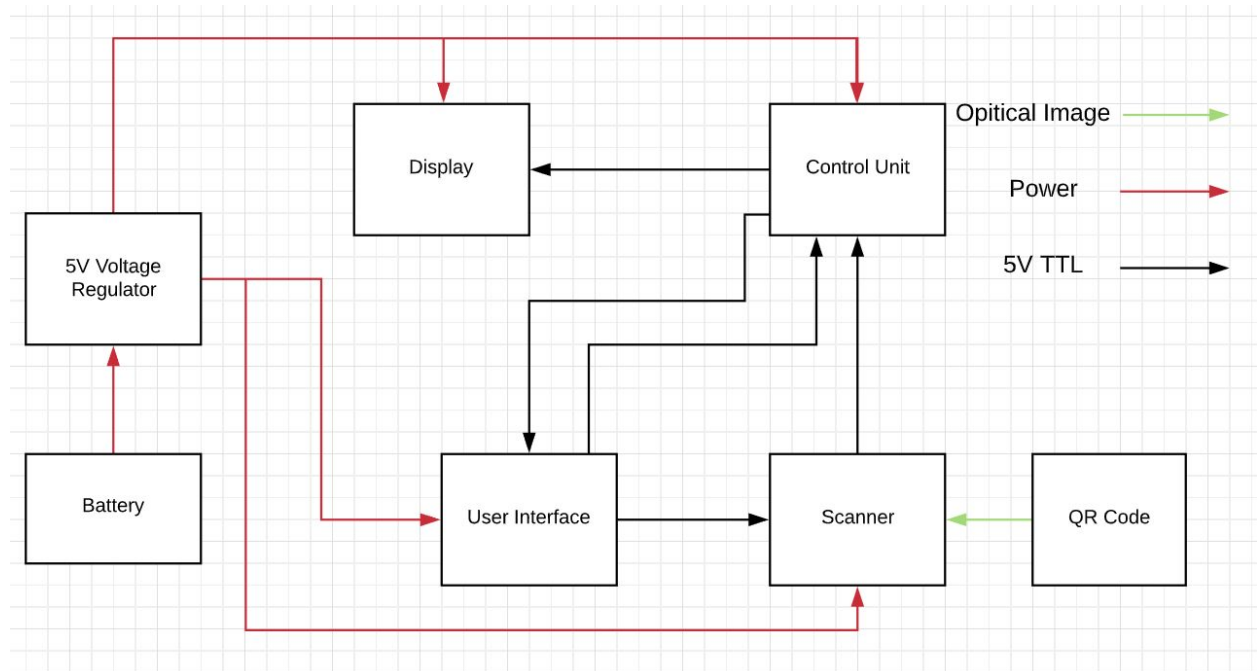 Display
Control Unit
Opitical Image
Power
5V TTL
5V Voltage
Regulator
Battery
User Interface
Scanner
QR Code